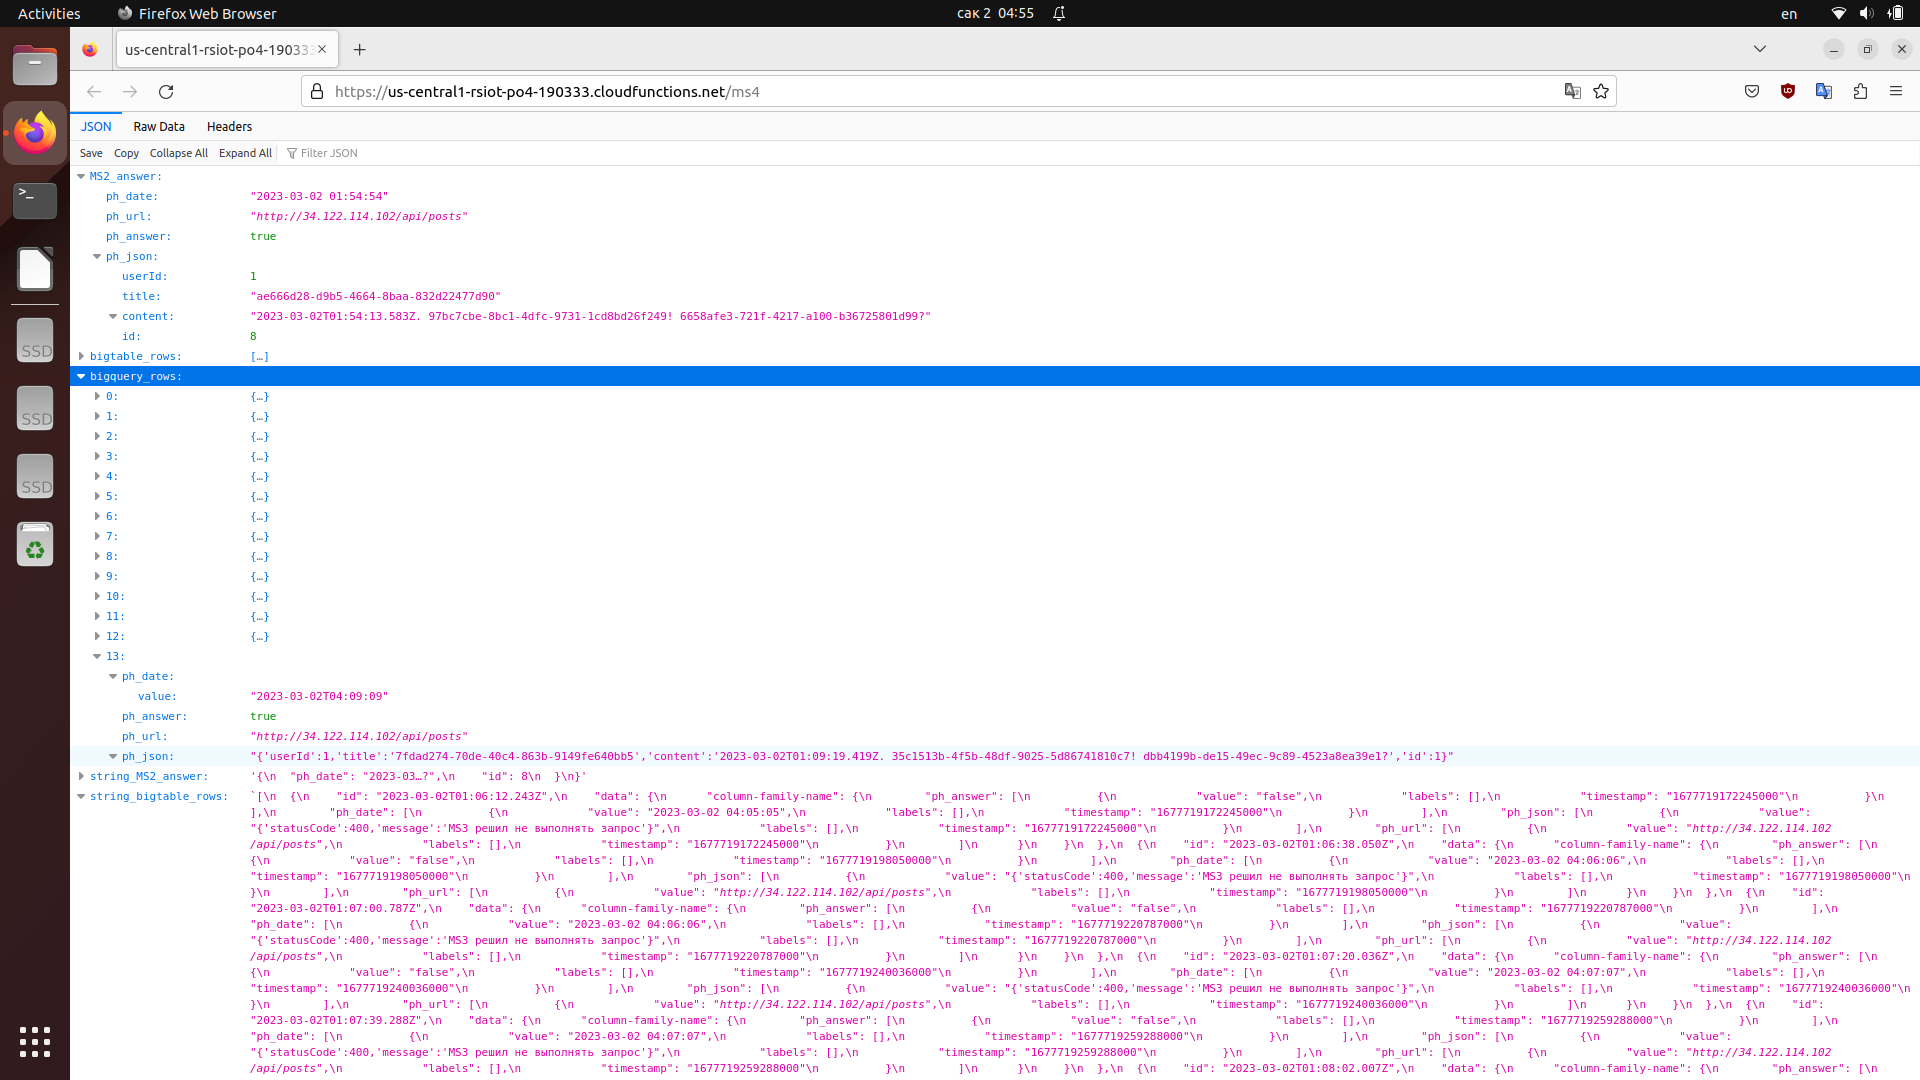 Activities
Firefox Web Browser
сак 2 04:55
en
us-central1-rsiot-po4-190333
https://us-central1-rsiot-po4-190333.cloudfunctions.net/ms4
JSON Raw Data Headers
Save Copy Collapse All Expand All Filter JSON
MS2_answer:
ph_date: "2023-03-02 01:54:54"
ph_url: "http://34.122.114.102/api/posts"
ph_answer: true
ph_json:
userId: 1
title: "ae666d28-d9b5-4664-8baa-832d22477d90"
content: "2023-03-02T01:54:13.583Z. 97bc7cbe-8bc1-4dfc-9731-1cd8bd26f249! 6658afe3-721f-4217-a100-b36725801d99?"
id: 8
bigtable_rows: […]
bigquery_rows:
0: {…}
1: {…}
2: {…}
3: {…}
4: {…}
5: {…}
6: {…}
7: {…}
8: {…}
9: {…}
10: {…}
11: {…}
12: {…}
13:
ph_date:
value: "2023-03-02T04:09:09"
ph_answer: true
ph_url: "http://34.122.114.102/api/posts"
ph_json: "{'userId':1,'title':'7fdad274-70de-40c4-863b-9149fe640bb5','content':'2023-03-02T01:09:19.419Z. 35c1513b-4f5b-48df-9025-5d86741810c7! dbb4199b-de15-49ec-9c89-4523a8ea39e1?','id':1}"
string_MS2_answer: '{\n "ph_date": "2023-03…?",\n "id": 8\n }\n}'
string_bigtable_rows: `[\n {\n "id": "2023-03-02T01:06:12.243Z",\n "data": {\n "column-family-name": {\n "ph_answer": [\n {\n "value": "false",\n "labels": [],\n "timestamp": "1677719172245000"\n }\n
],\n "ph_date": [\n {\n "value": "2023-03-02 04:05:05",\n "labels": [],\n "timestamp": "1677719172245000"\n }\n ],\n "ph_json": [\n {\n "value":
"{'statusCode':400,'message':'MS3 решил не выполнять запрос'}",\n "labels": [],\n "timestamp": "1677719172245000"\n }\n ],\n "ph_url": [\n {\n "value": "http://34.122.114.102
/api/posts",\n "labels": [],\n "timestamp": "1677719172245000"\n }\n ]\n }\n }\n },\n {\n "id": "2023-03-02T01:06:38.050Z",\n "data": {\n "column-family-name": {\n "ph_answer": [\n
{\n "value": "false",\n "labels": [],\n "timestamp": "1677719198050000"\n }\n ],\n "ph_date": [\n {\n "value": "2023-03-02 04:06:06",\n "labels": [],\n
"timestamp": "1677719198050000"\n }\n ],\n "ph_json": [\n {\n "value": "{'statusCode':400,'message':'MS3 решил не выполнять запрос'}",\n "labels": [],\n "timestamp": "1677719198050000"\n
}\n ],\n "ph_url": [\n {\n "value": "http://34.122.114.102/api/posts",\n "labels": [],\n "timestamp": "1677719198050000"\n }\n ]\n }\n }\n },\n {\n "id":
"2023-03-02T01:07:00.787Z",\n "data": {\n "column-family-name": {\n "ph_answer": [\n {\n "value": "false",\n "labels": [],\n "timestamp": "1677719220787000"\n }\n ],\n
"ph_date": [\n {\n "value": "2023-03-02 04:06:06",\n "labels": [],\n "timestamp": "1677719220787000"\n }\n ],\n "ph_json": [\n {\n "value":
"{'statusCode':400,'message':'MS3 решил не выполнять запрос'}",\n "labels": [],\n "timestamp": "1677719220787000"\n }\n ],\n "ph_url": [\n {\n "value": "http://34.122.114.102
/api/posts",\n "labels": [],\n "timestamp": "1677719220787000"\n }\n ]\n }\n }\n },\n {\n "id": "2023-03-02T01:07:20.036Z",\n "data": {\n "column-family-name": {\n "ph_answer": [\n
{\n "value": "false",\n "labels": [],\n "timestamp": "1677719240036000"\n }\n ],\n "ph_date": [\n {\n "value": "2023-03-02 04:07:07",\n "labels": [],\n
"timestamp": "1677719240036000"\n }\n ],\n "ph_json": [\n {\n "value": "{'statusCode':400,'message':'MS3 решил не выполнять запрос'}",\n "labels": [],\n "timestamp": "1677719240036000"\n
}\n ],\n "ph_url": [\n {\n "value": "http://34.122.114.102/api/posts",\n "labels": [],\n "timestamp": "1677719240036000"\n }\n ]\n }\n }\n },\n {\n "id":
"2023-03-02T01:07:39.288Z",\n "data": {\n "column-family-name": {\n "ph_answer": [\n {\n "value": "false",\n "labels": [],\n "timestamp": "1677719259288000"\n }\n ],\n
"ph_date": [\n {\n "value": "2023-03-02 04:07:07",\n "labels": [],\n "timestamp": "1677719259288000"\n }\n ],\n "ph_json": [\n {\n "value":
"{'statusCode':400,'message':'MS3 решил не выполнять запрос'}",\n "labels": [],\n "timestamp": "1677719259288000"\n }\n ],\n "ph_url": [\n {\n "value": "http://34.122.114.102
/api/posts",\n "labels": [],\n "timestamp": "1677719259288000"\n }\n ]\n }\n }\n },\n {\n "id": "2023-03-02T01:08:02.007Z",\n "data": {\n "column-family-name": {\n "ph_answer": [\n
SSD
SSD
SSD